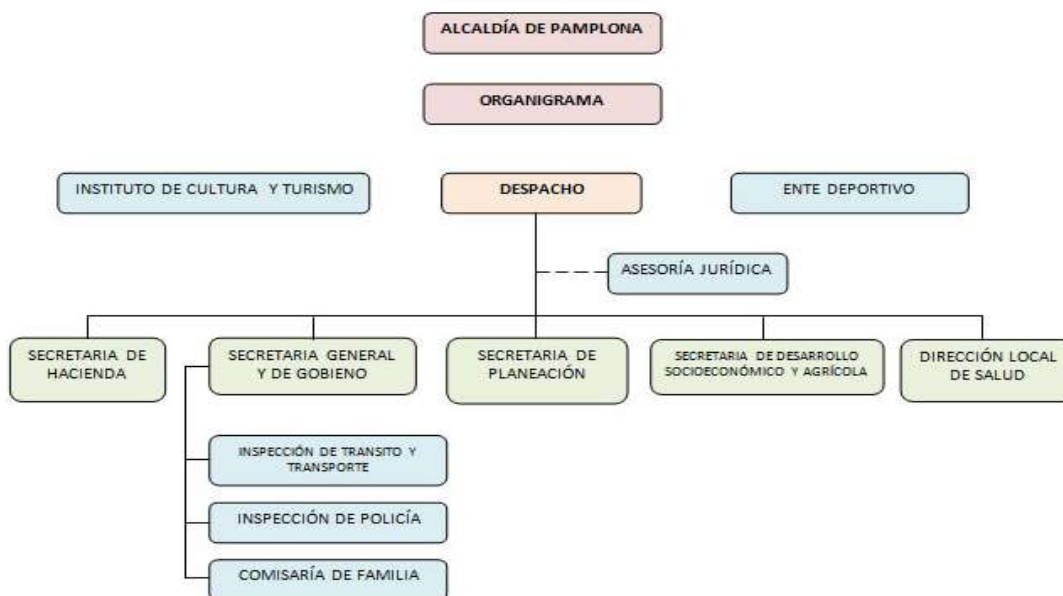 ALCALDÍA DE PAMPLONA
ORGANIGRAMA
INSTITUTO DE CULTURA Y TURISMO
DESPACHO
ENTE DEPORTIVO
ASESORÍA JURÍDICA
SECRETARIA DE
HACIENDA
SECRETARIA GENERAL
Y DE GOBIENO
SECRETARIA DE
PLANEACIÓN
SECRETARIA DE DESARROLLO
SOCIOECONÓMICO Y AGRÍCOLA
DIRECCIÓN LOCAL
DE SALUD
INSPECCIÓN DE TRANSITO Y
TRANSPORTE
INSPECCIÓN DE POLICÍA
COMISARÍA DE FAMILIA